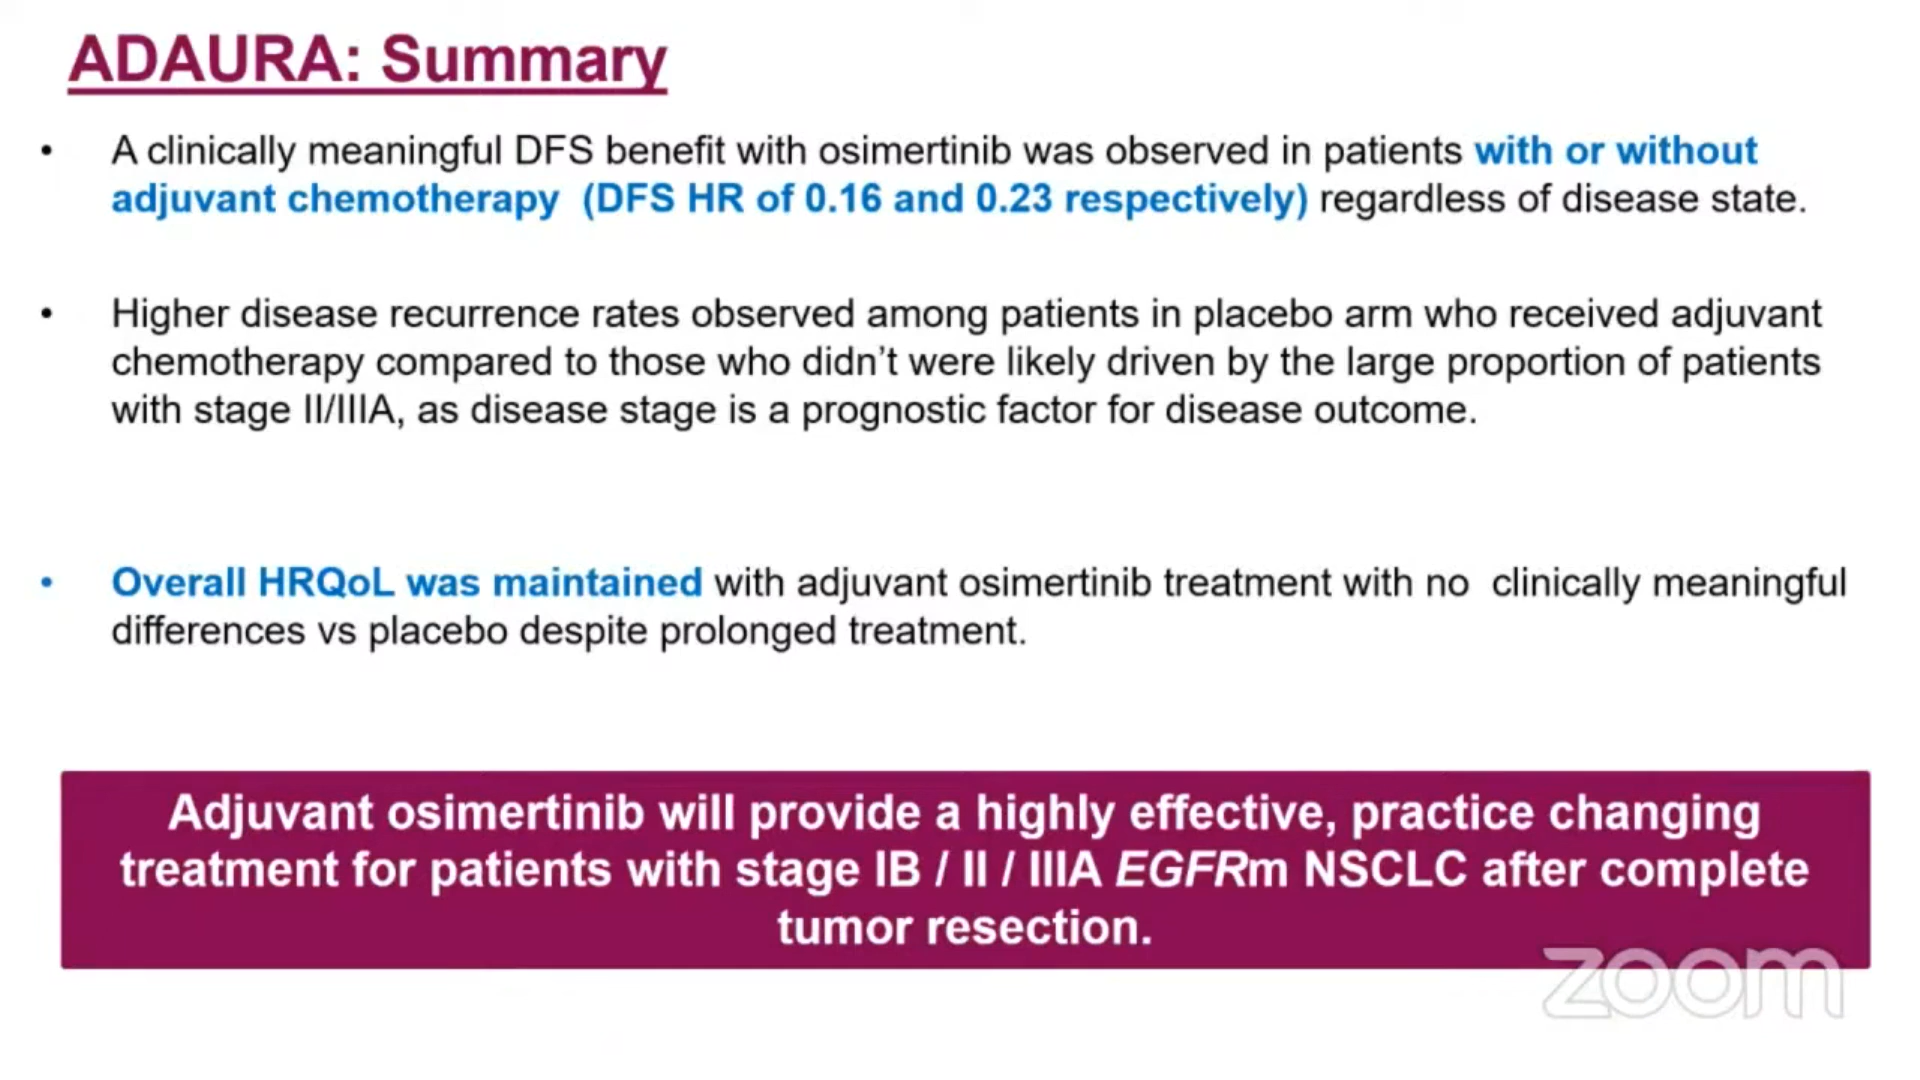 ADAURA: Summary
• A clinically meaningful DFS benefit with osimertinib was observed in patients with or without
adjuvant chemotherapy (DFS HR of 0.16 and 0.23 respectively) regardless of disease state.
• Higher disease recurrence rates observed among patients in placebo arm who received adjuvant
chemotherapy compared to those who didn't were likely driven by the large proportion of patients
with stage II/IIIA, as disease stage is a prognostic factor for disease outcome.
• Overall HRQoL was maintained with adjuvant osimertinib treatment with no clinically meaningful
differences vs placebo despite prolonged treatment.
Adjuvant osimertinib will provide a highly effective, practice changing
treatment for patients with stage IB / II / IIIA EGFRm NSCLC after complete
tumor resection.
zoom